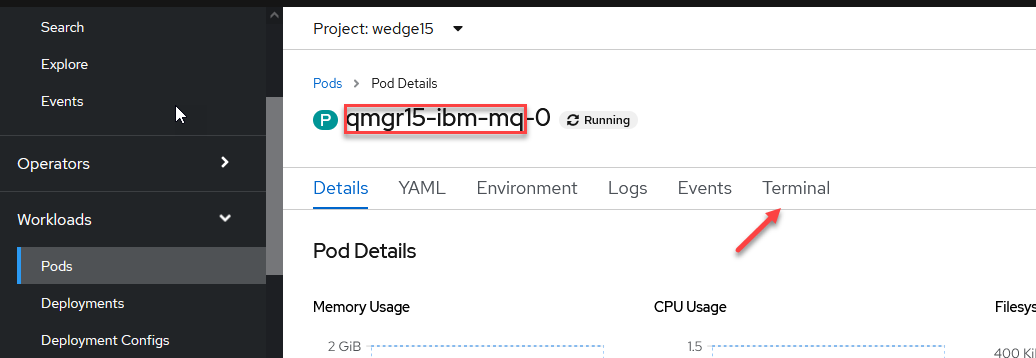 Search
Explore
Events
Operators
Workloads
Pods
Deployments
Deployment Configs
Project: wedge15
Pods > Pod Details
P qmgr15-ibm-mq-0 Running
Details YAML Environment Logs Events Terminal
Pod Details
Memory Usage CPU Usage Filesys
2 GiB 1.5 400 Ki